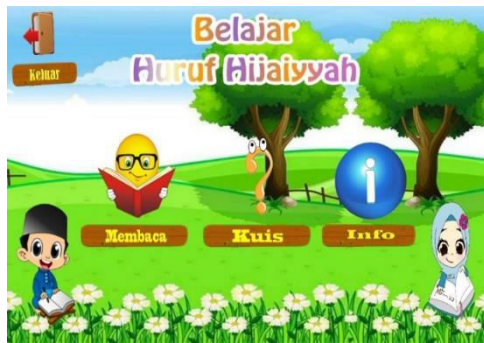 Belajar
Huruf Hijaiyyah
Keluar
Membaca
Kuis
Info